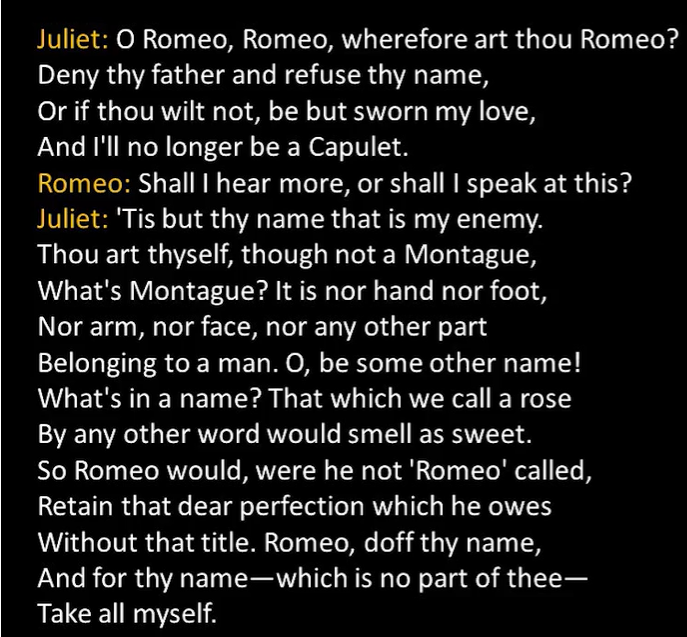 Juliet: O Romeo, Romeo, wherefore art thou Romeo?
Deny thy father and refuse thy name,
Or if thou wilt not, be but sworn my love,
And I'll no longer be a Capulet.
Romeo: Shall I hear more, or shall I speak at this?
Juliet: 'Tis but thy name that is my enemy.
Thou art thyself, though not a Montague,
What's Montague? It is nor hand nor foot,
Nor arm, nor face, nor any other part
Belonging to a man. O, be some other name!
What's in a name? That which we call a rose
By any other word would smell as sweet.
So Romeo would, were he not 'Romeo' called,
Retain that dear perfection which he owes
Without that title. Romeo, doff thy name,
And for thy name—which is no part of thee—
Take all myself.